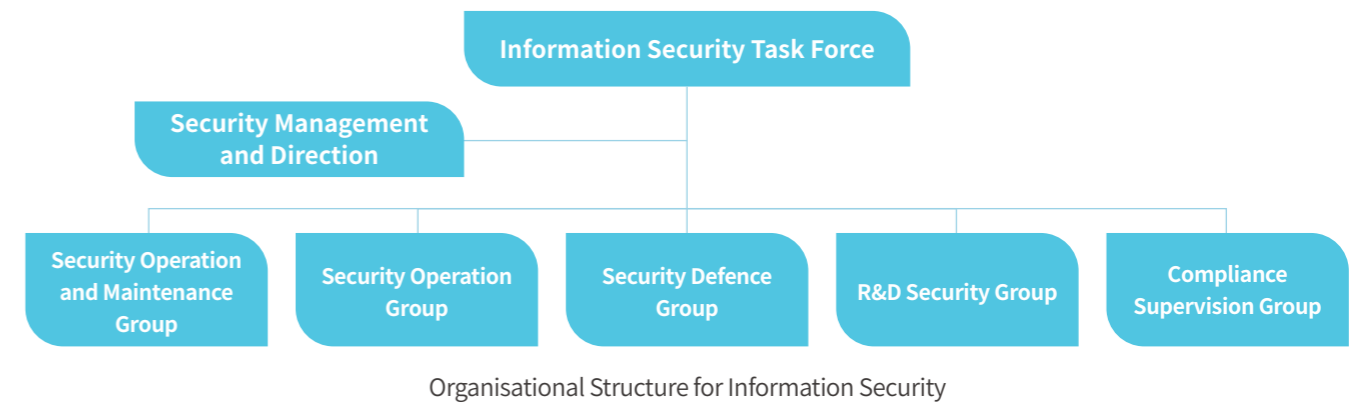 Information Security Task Force
Security Management
and Direction
Security Operation
and Maintenance
Group
Security Operation
Group
Security Defence
Group
R&D Security Group
Compliance
Supervision Group
Organisational Structure for Information Security